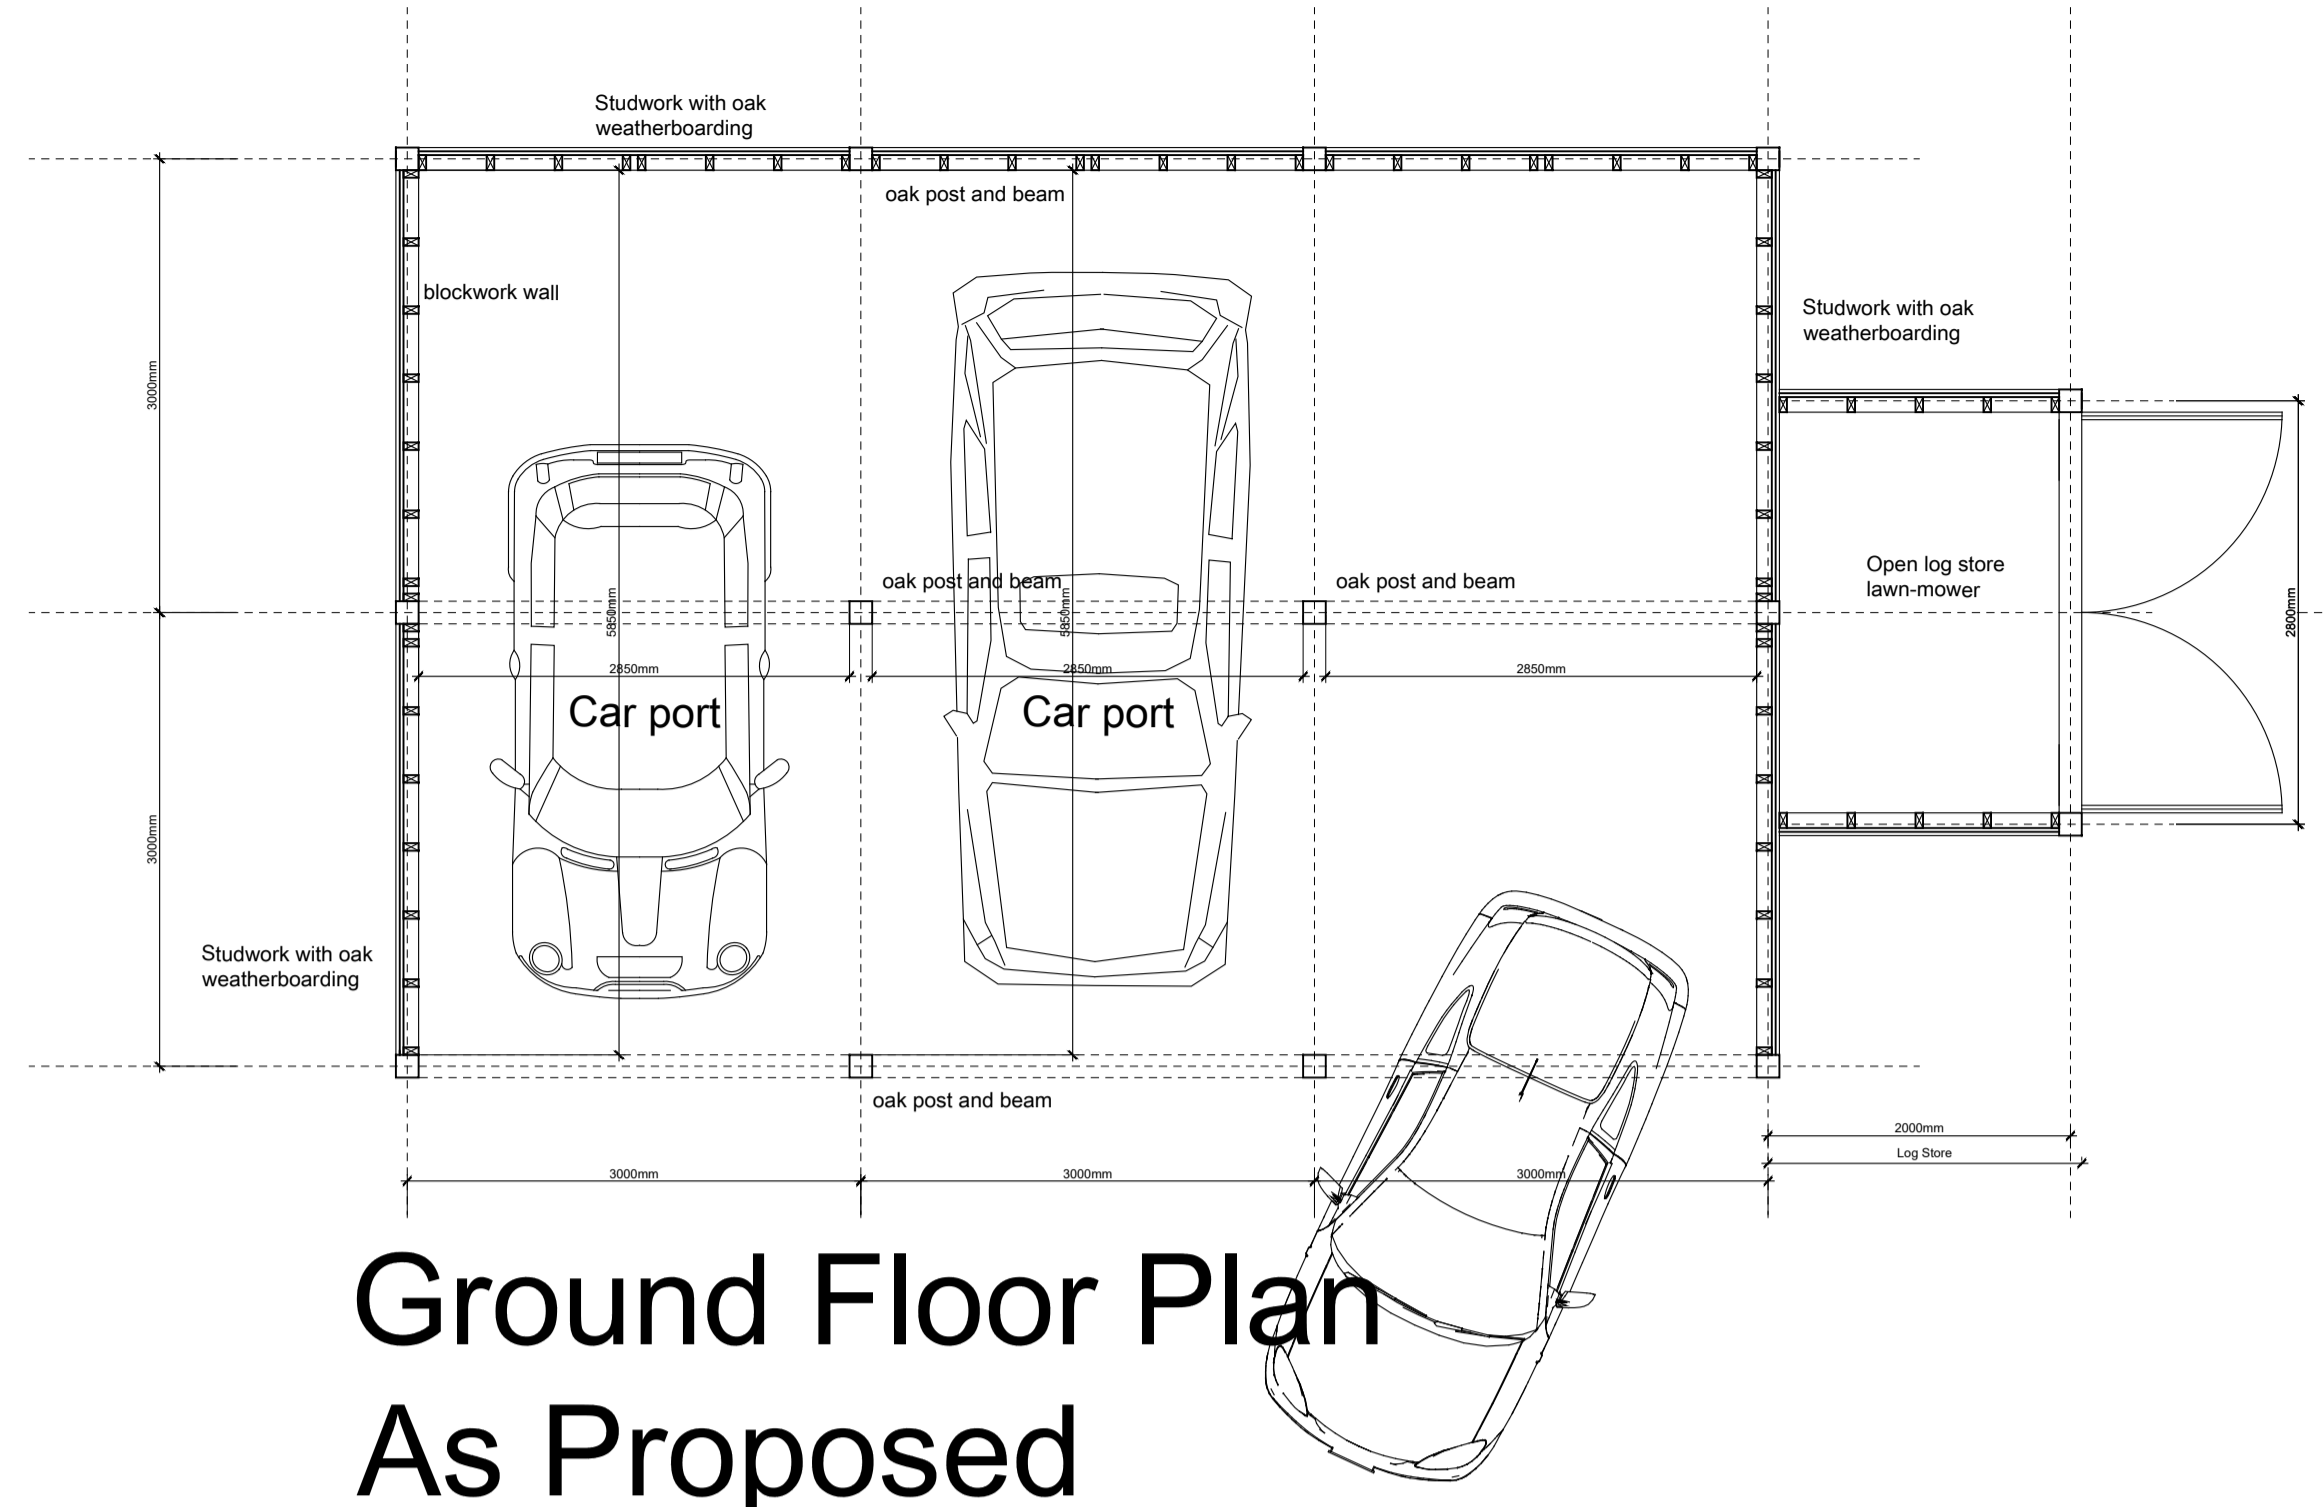 Studwork with oak
weatherboarding
oak post and beam
blockwork wall
Studwork with oak
weatherboarding
3000mm
oak post and beam
oak post and beam
Open log store
lawn-mower
5850mm
5850mm
2800mm
2850mm
2850mm
2850mm
Car port
Car port
3000mm
Studwork with oak
weatherboarding
oak post and beam
2000mm
Log Store
3000mm
3000mm
3000mm
Ground Floor Plan
As Proposed